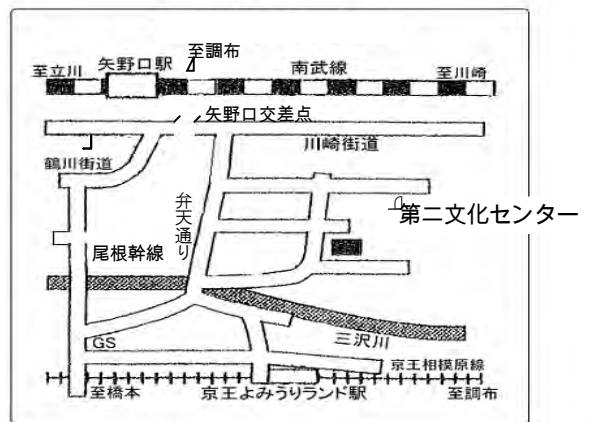 至調布
矢野口駅
至立川
南武線
至川崎
矢野口交差点
川崎街道
鶴川街道
弁天通り
第二文化センター
尾根幹線
三沢川
GS
京王相模原線
至橋本
京王よみうりランド駅
至調布